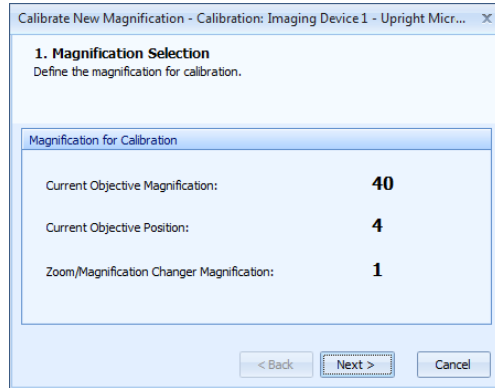 Calibrate New Magnification - Calibration: Imaging Device 1 - Upright Micr... x
1. Magnification Selection
Define the magnification for calibration.
Magnification for Calibration
Current Objective Magnification: 40
Current Objective Position: 4
Zoom/Magnification Changer Magnification: 1
< Back Next > Cancel